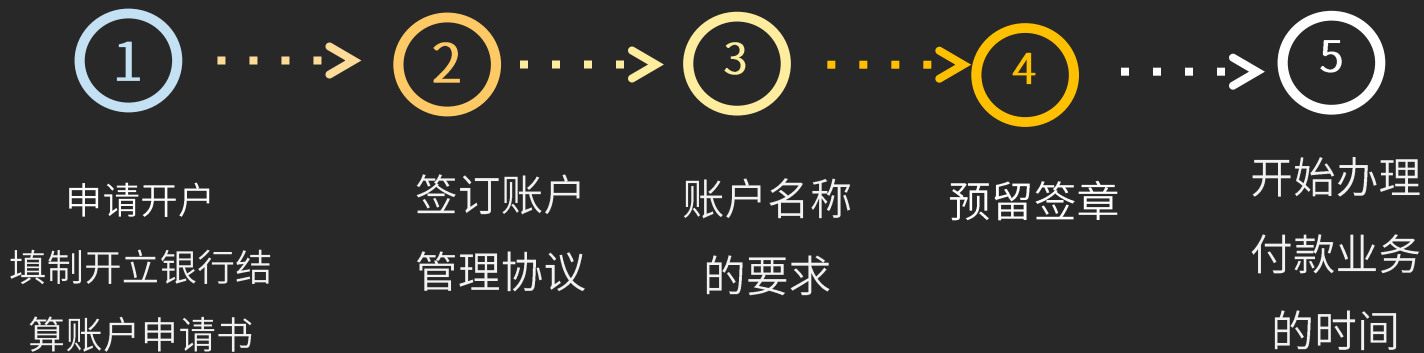 1
2
3
4
5
申请开户
填制开立银行结
算账户申请书
签订账户
管理协议
账户名称
的要求
预留签章
开始办理
付款业务
的时间